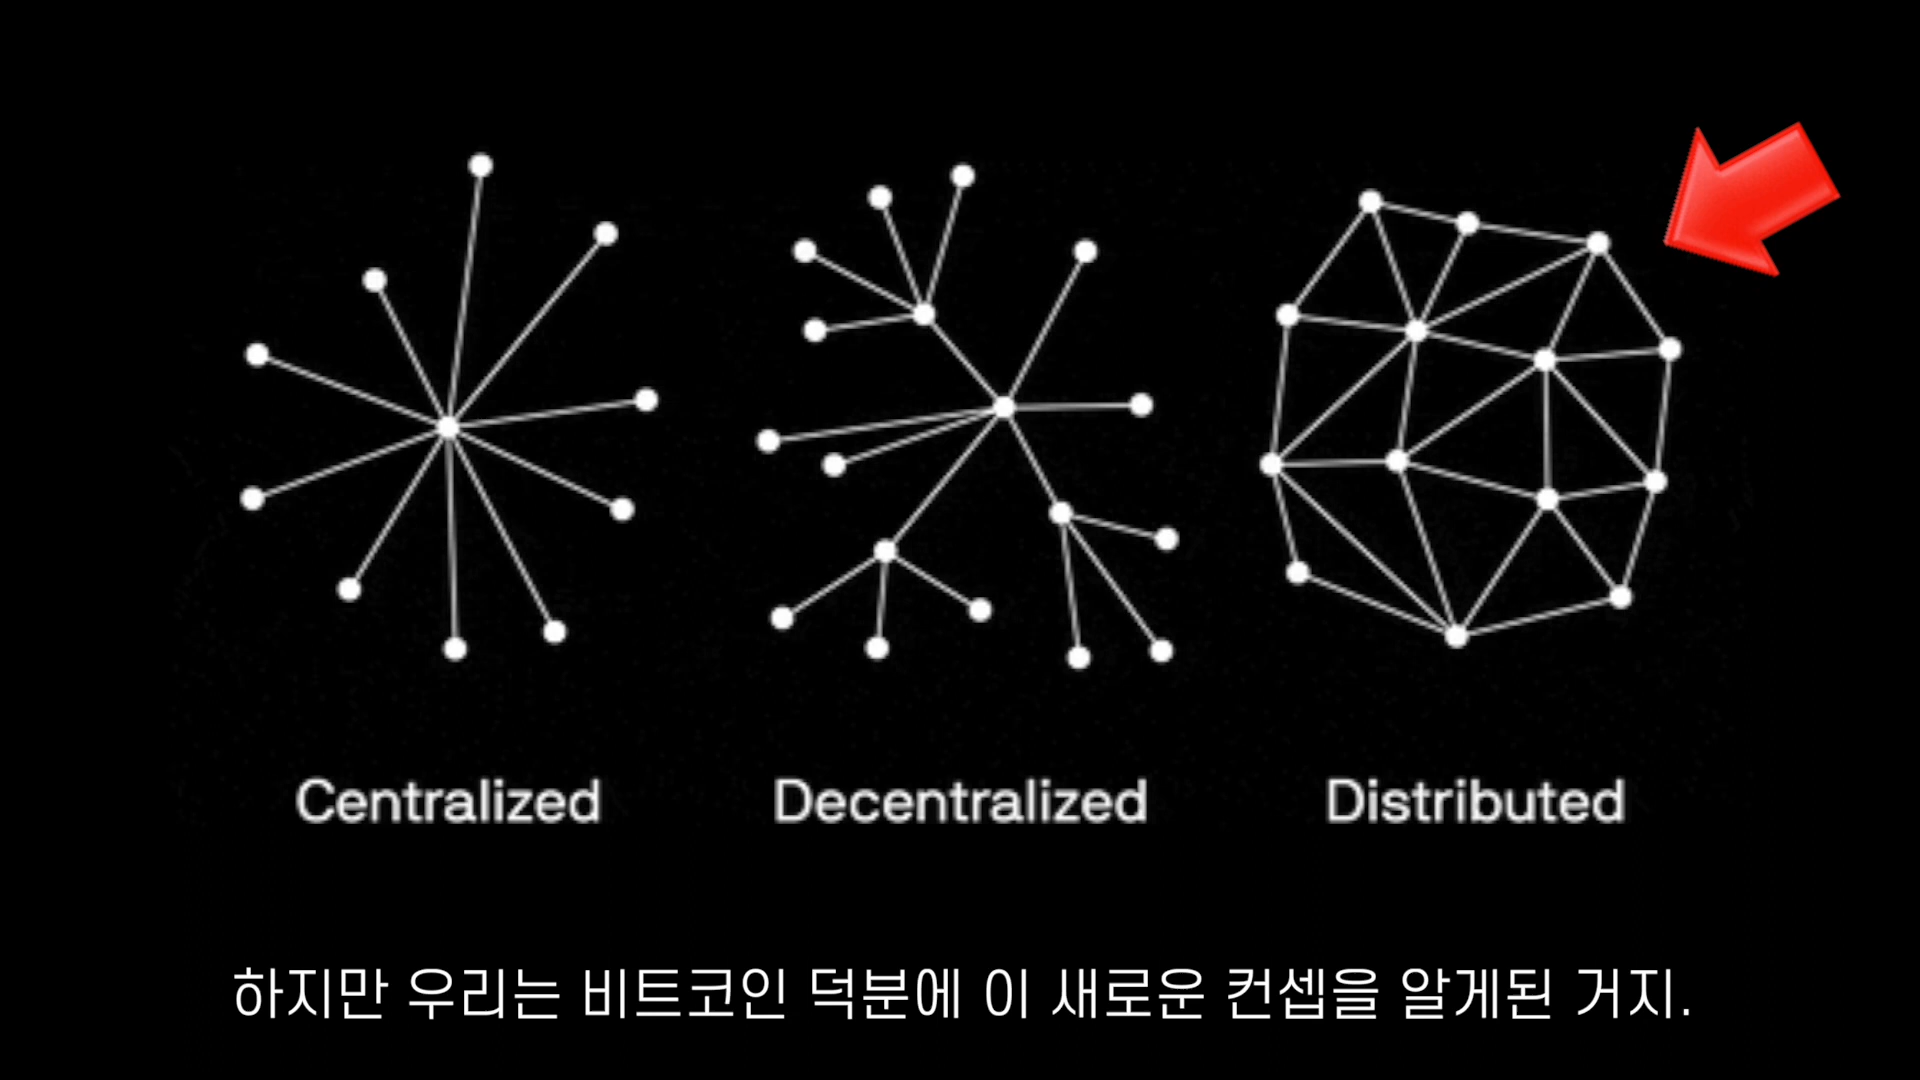 Centralized
Decentralized
Distributed
하지만 우리는 비트코인 덕분에 이 새로운 컨셉을 알게된 거지.